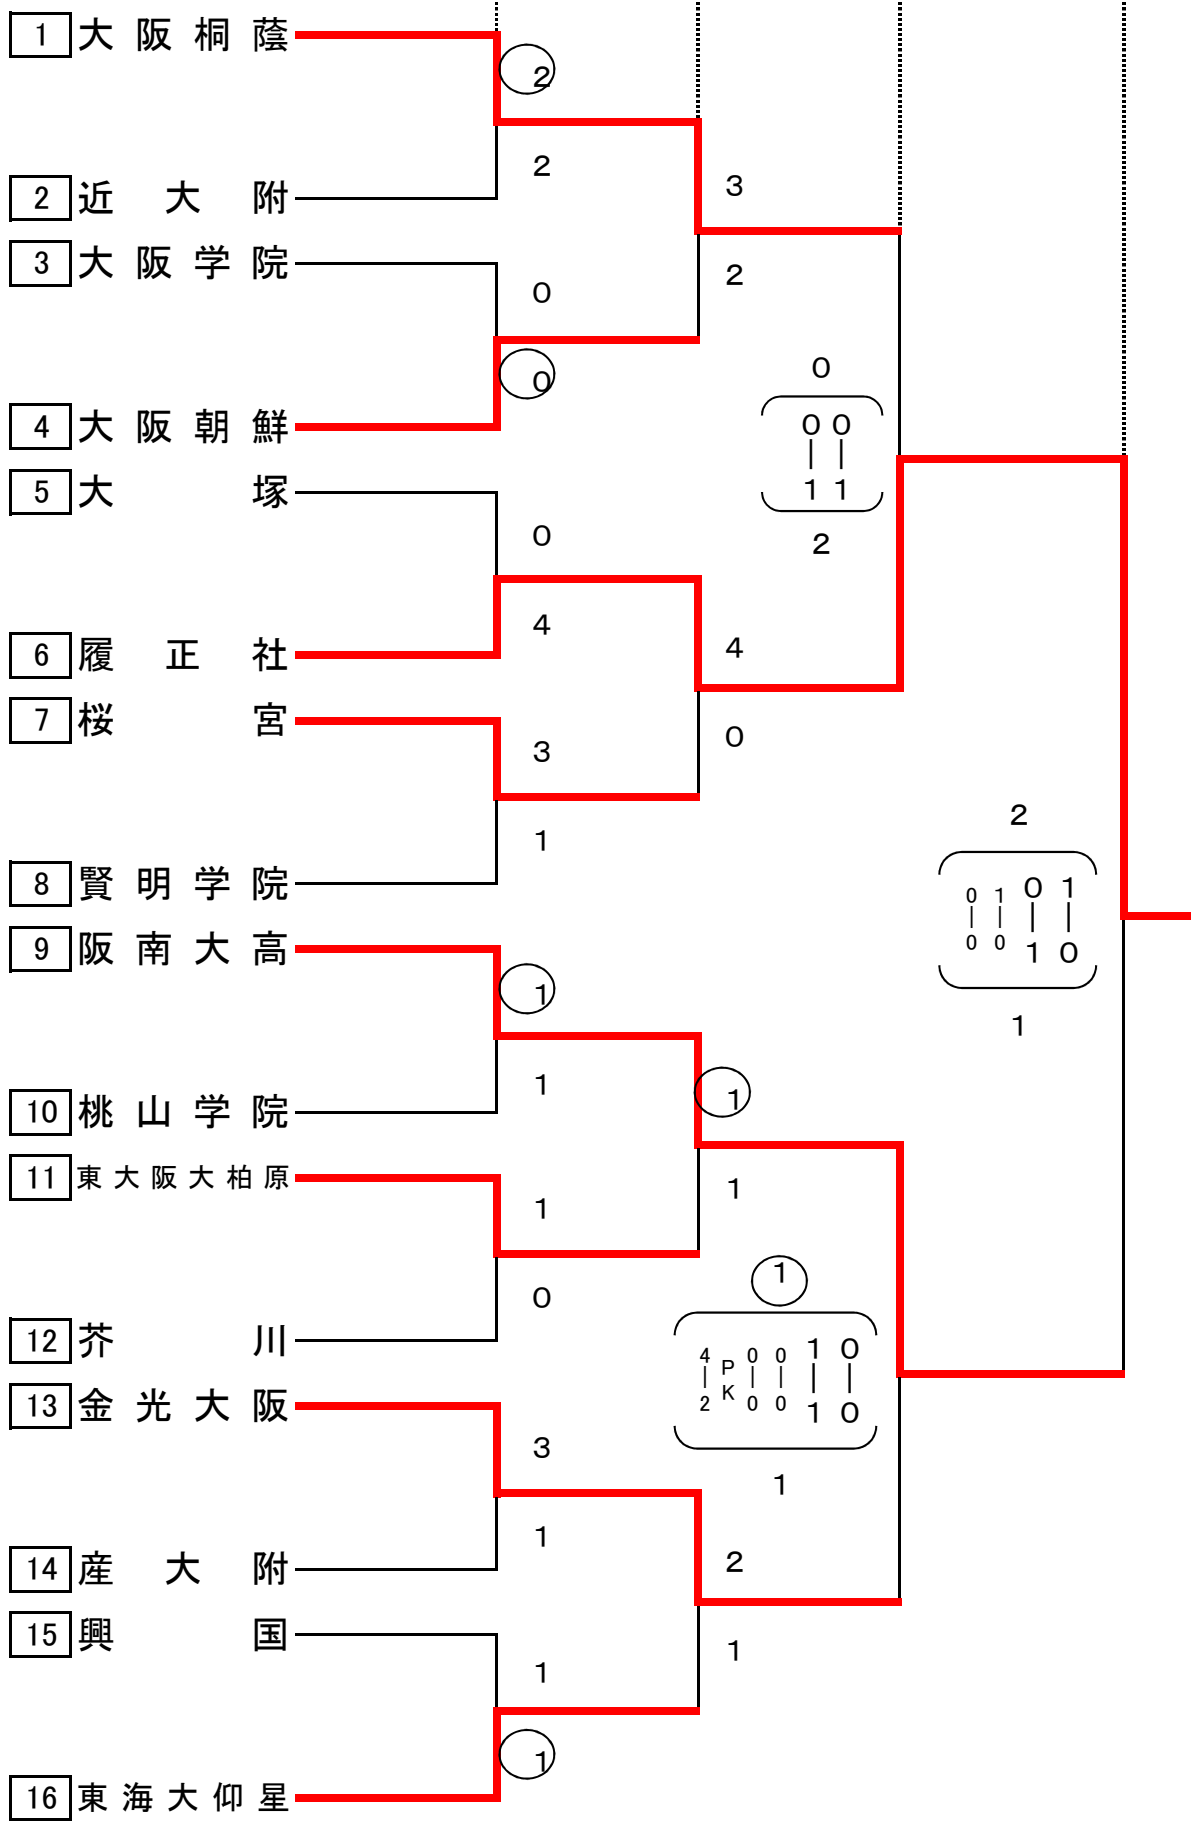 1 大阪桐蔭
2
2
2 近大附
3
3 大阪学院
2
0
0
0
4 大阪朝鮮
0 0
1 1
5 大塚
2
0
4
6 履正社
4
7 桜宮
0
3
2
1
8 賢明学院
0 1 0 1
0 0 1 0
9 阪南大高
1
1
1
10 桃山学院
1
11 東大阪大柏原
1
1
1
0
12 芥川
4 PK 0 0 1 0
2 0 0 1 0
13 金光大阪
3
1
1
14 産大附
2
15 興国
1
1
1
16 東海大仰星